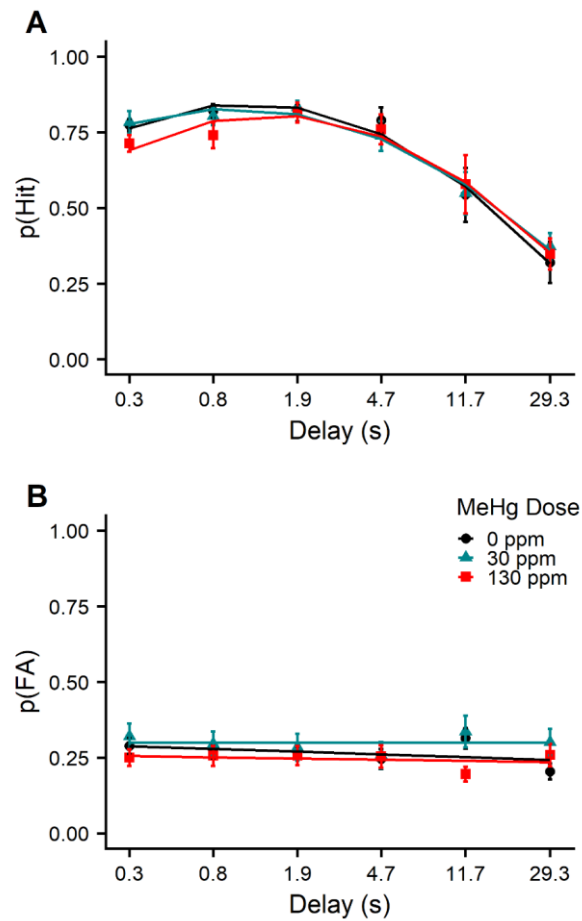 A
1.00
0.75
0.50
0.25
0.00
p(Hit)
0.3 0.8 1.9 4.7 11.7 29.3
Delay (s)
B
MeHg Dose
0 ppm
30 ppm
130 ppm
1.00
0.75
0.50
0.25
0.00
p(FA)
0.3 0.8 1.9 4.7 11.7 29.3
Delay (s)